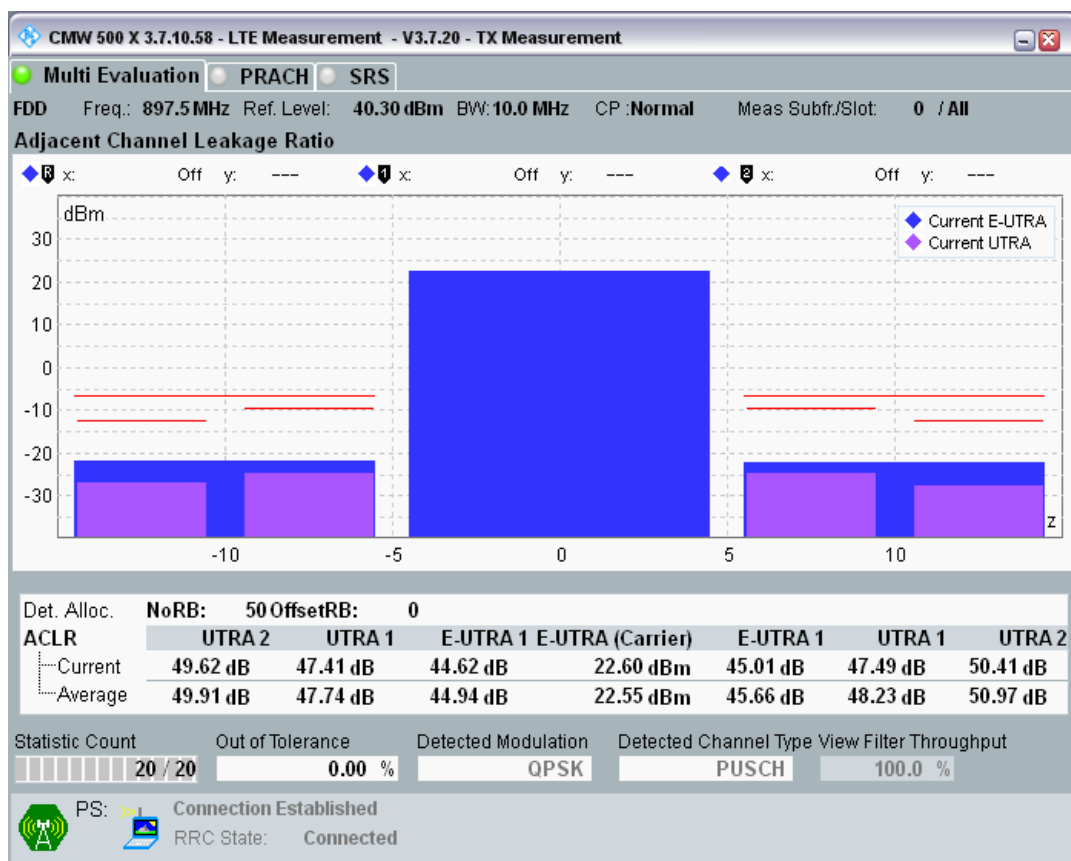 CMW 500 X 3.7.10.58 - LTE Measurement - V3.7.20 - TX Measurement
Multi Evaluation PRACH SRS
FDD Freq.: 897.5 MHz Ref. Level: 40.30 dBm BW: 10.0 MHz CP :Normal Meas Subfr./Slot: 0 / All
Adjacent Channel Leakage Ratio
R x: Off y: --- 1 x: Off y: --- 2 x: Off y: ---
dBm
Current E-UTRA
Current UTRA
30
20
10
0
-10
-20
-30
z
-10 -5 0 5 10
Det. Alloc. NoRB: 50 OffsetRB: 0
ACLR UTRA 2 UTRA 1 E-UTRA 1 E-UTRA (Carrier) E-UTRA 1 UTRA 1 UTRA 2
Current 49.62 dB 47.41 dB 44.62 dB 22.60 dBm 45.01 dB 47.49 dB 50.41 dB
Average 49.91 dB 47.74 dB 44.94 dB 22.55 dBm 45.66 dB 48.23 dB 50.97 dB
Statistic Count Out of Tolerance Detected Modulation Detected Channel Type View Filter Throughput
20 / 20 0.00 % QPSK PUSCH 100.0 %
PS: Connection Established
RRC State: Connected